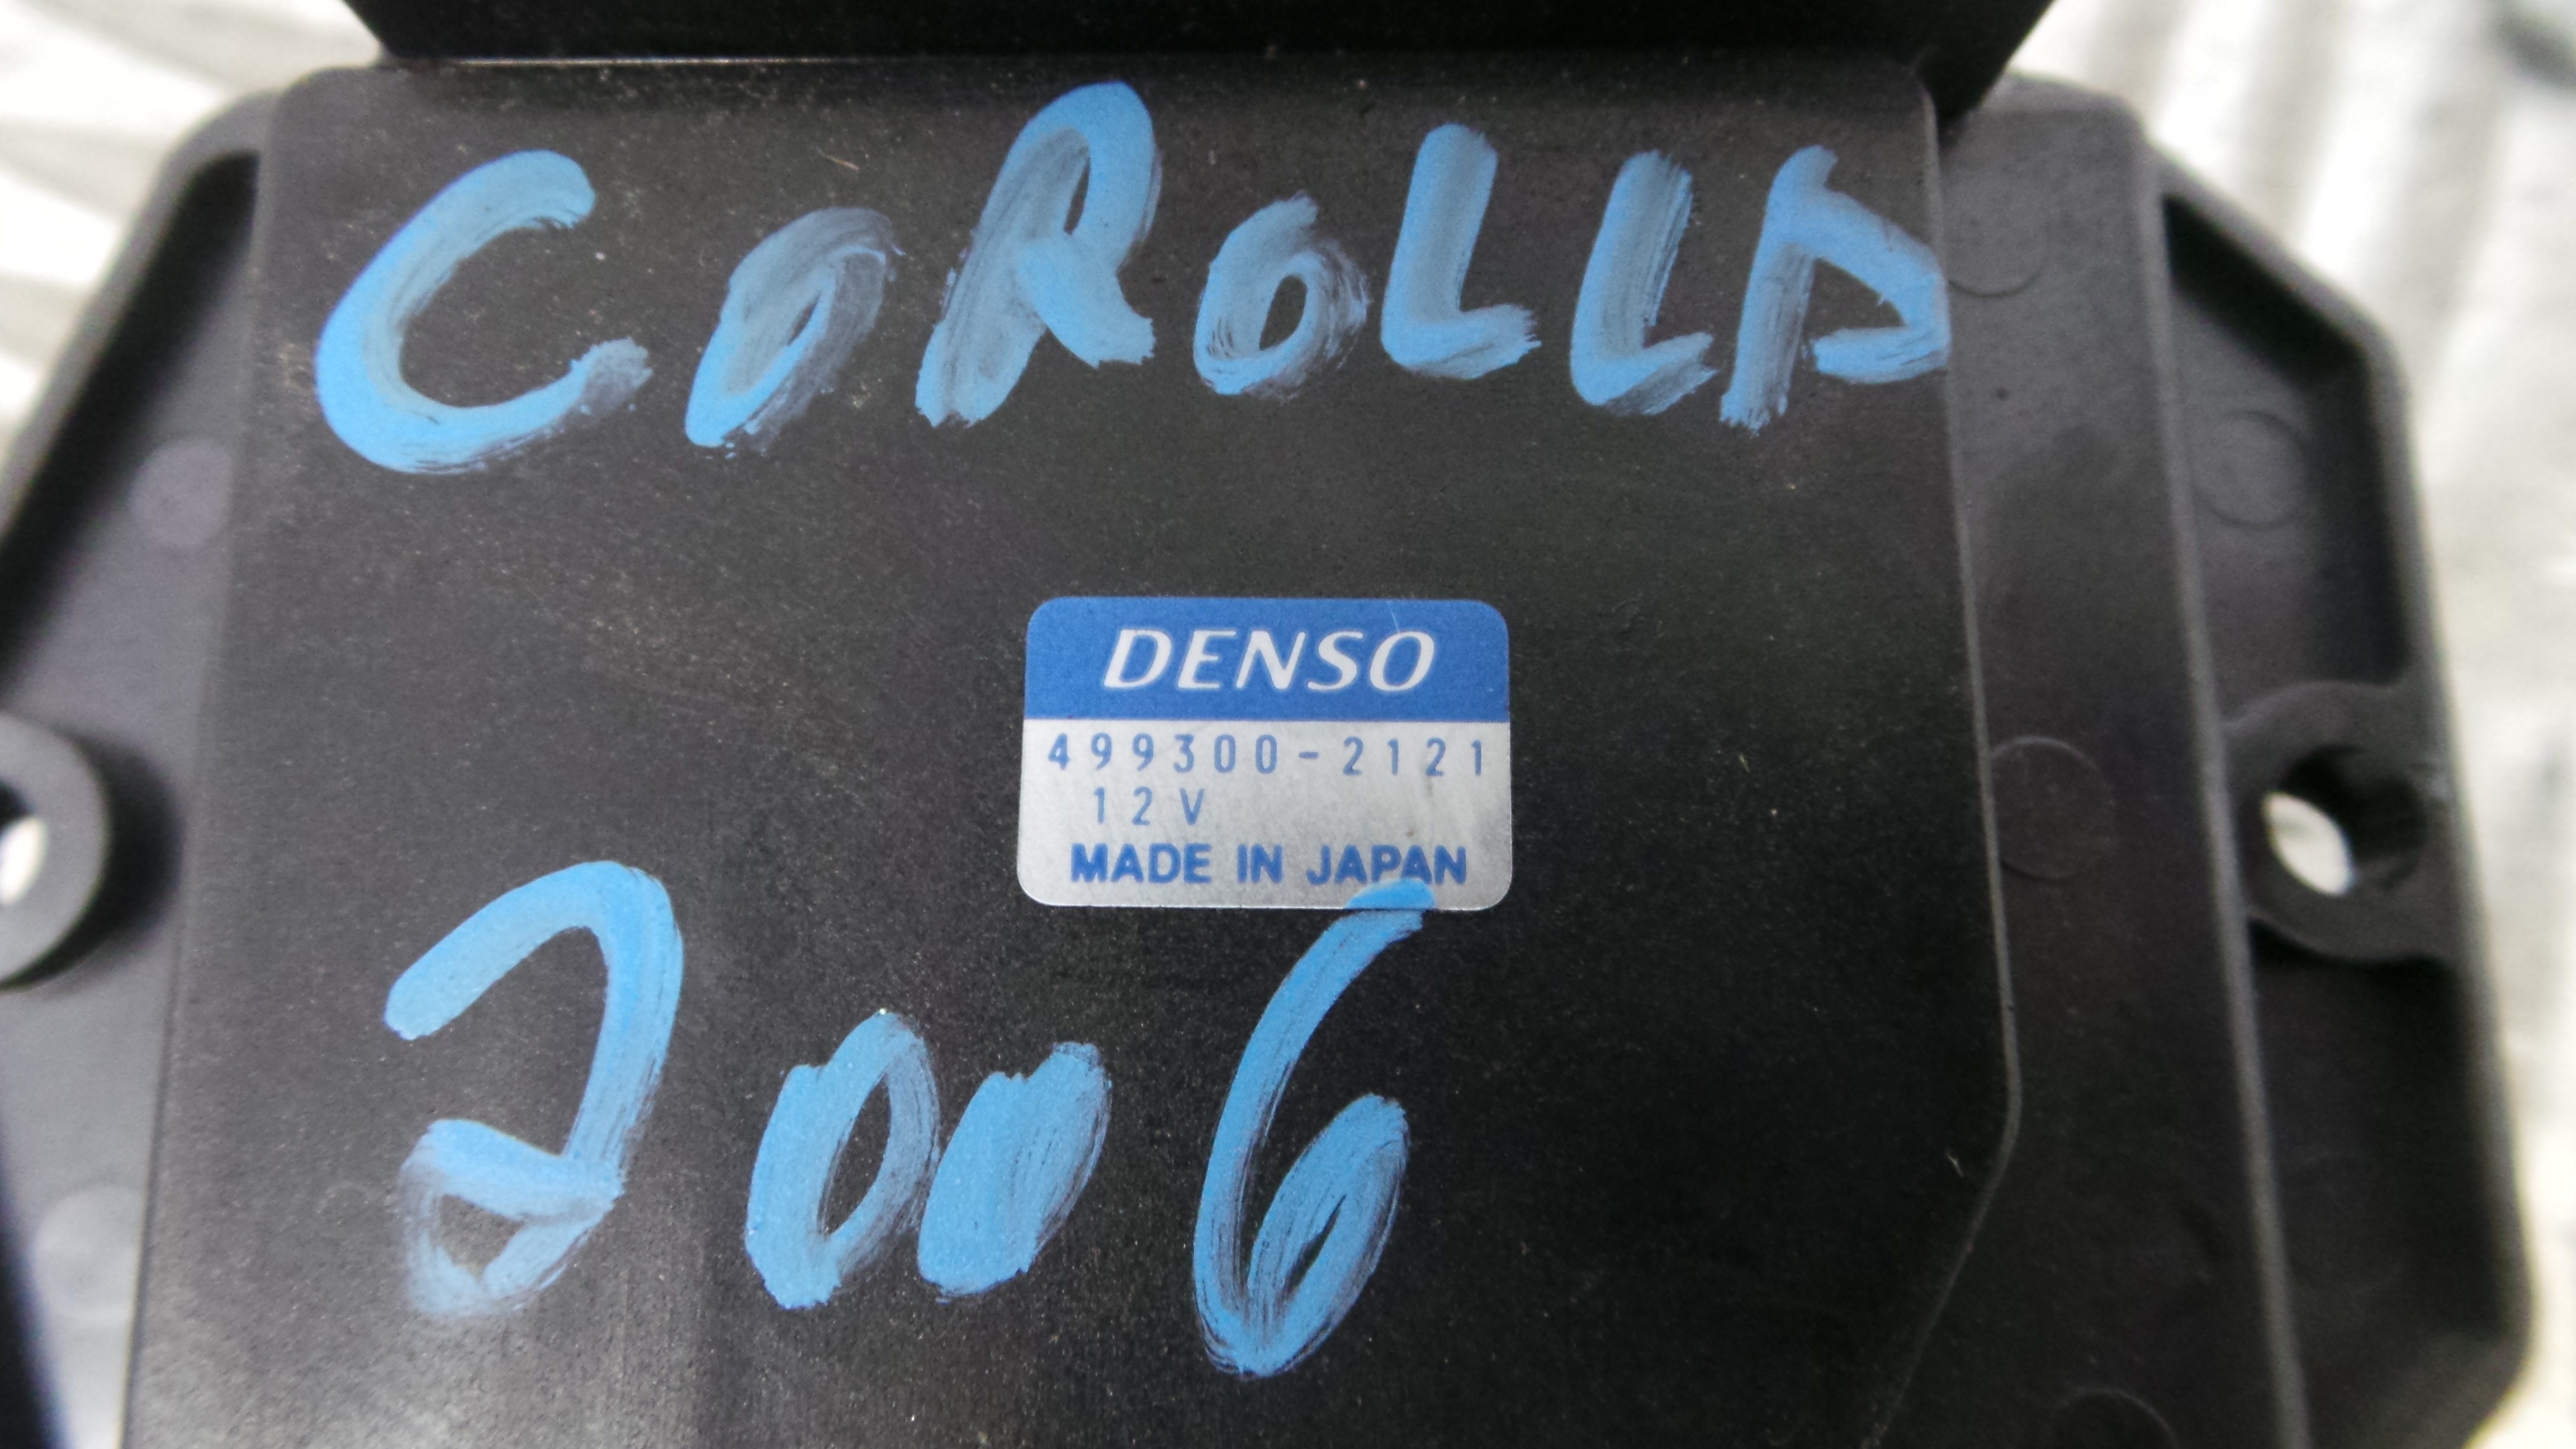 COROLLA
DENSO
499300-2121
12V
MADE IN JAPAN
2006